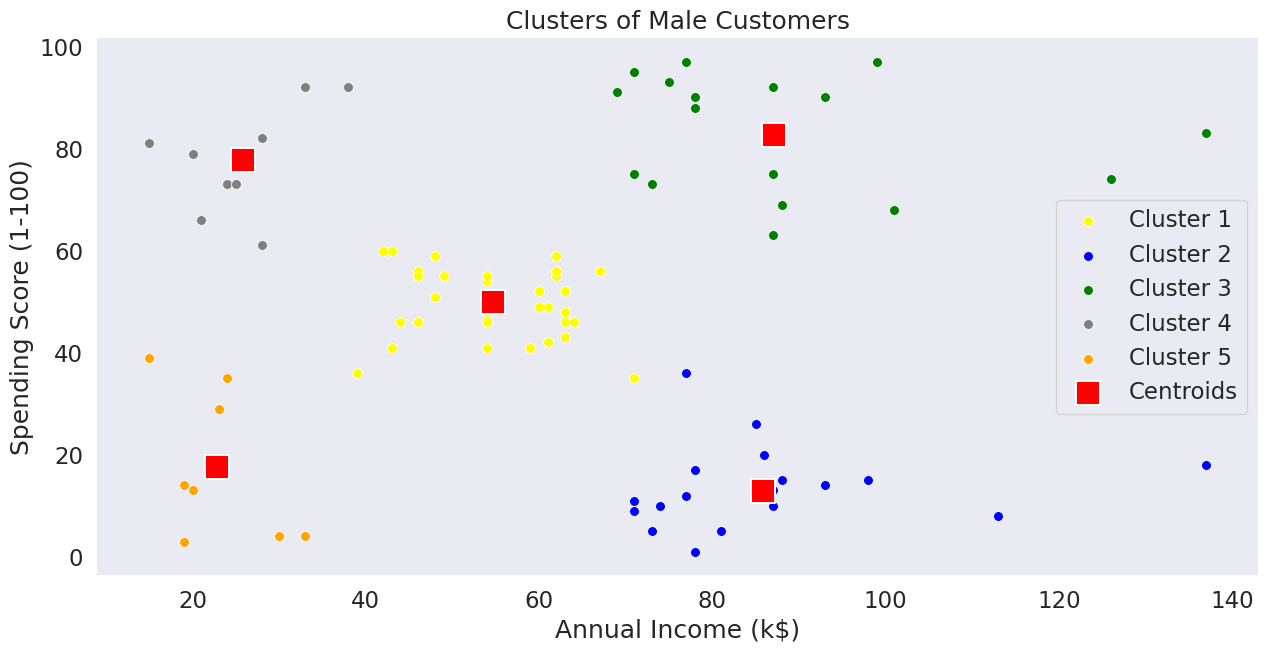 Clusters of Male Customers
100
80
60
40
20
0
Spending Score (1-100)
20 40 60 80 100 120 140
Annual Income (k$)
Cluster 1
Cluster 2
Cluster 3
Cluster 4
Cluster 5
Centroids